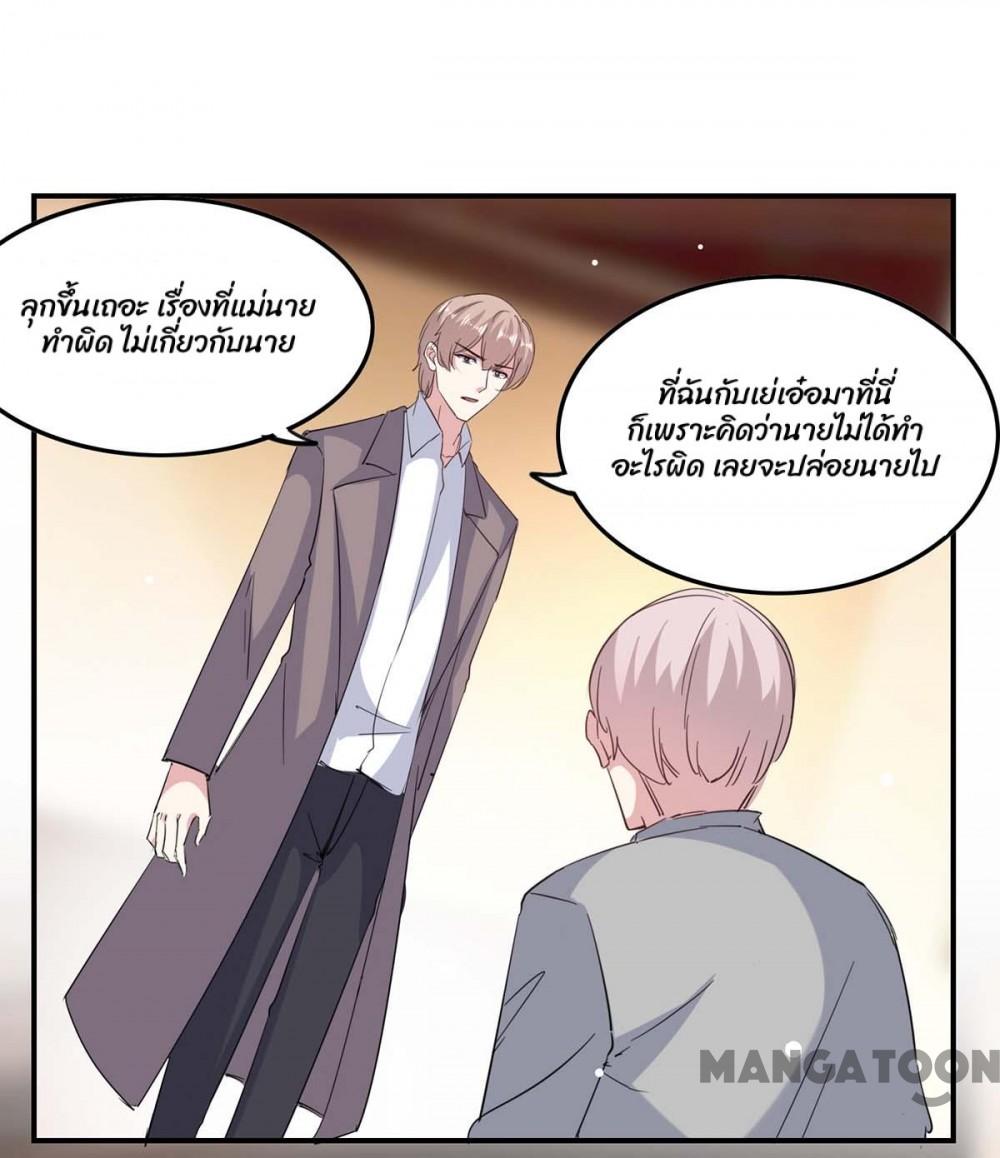 ลุกขึ้นเถอะ เรื่องที่แม่นาย
ทำผิด ไม่เกี่ยวกับนาย
ที่ฉันกับเย่เอ๋อมาที่นี่
ก็เพราะคิดว่านายไม่ได้ทำ
อะไรผิด เลยจะปล่อยนายไป
MANGATOON